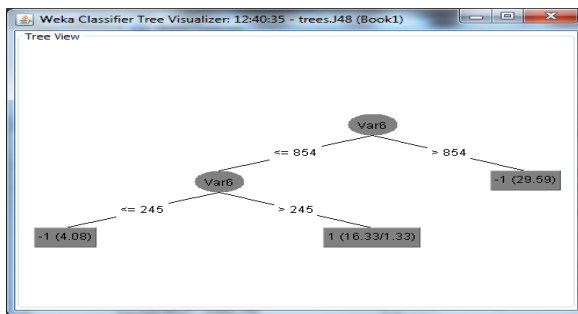 Weka Classifier Tree Visualizer: 12:40:35 - trees.J48 (Book1)
Tree View
Var6
<= 854
> 854
Var6
-1 (29.59)
<= 245
> 245
-1 (4.08)
1 (16.33/1.33)